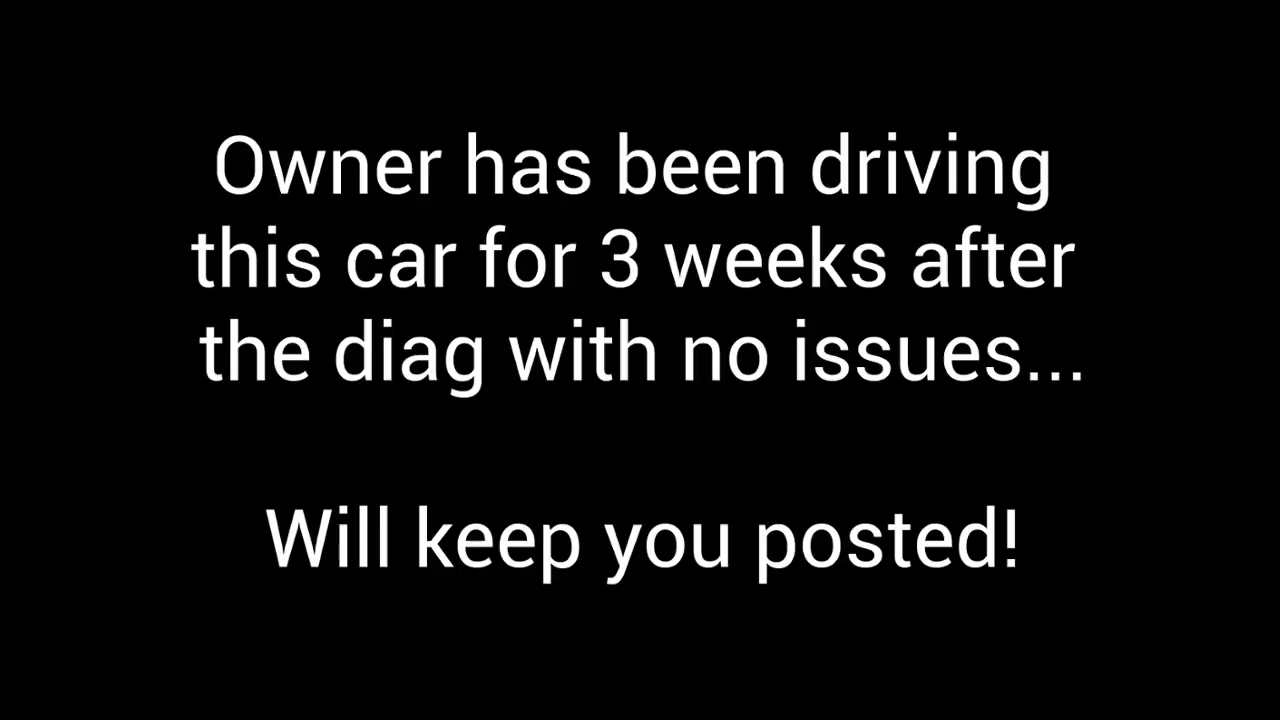 Owner has been driving
this car for 3 weeks after
the diag with no issues...
Will keep you posted!